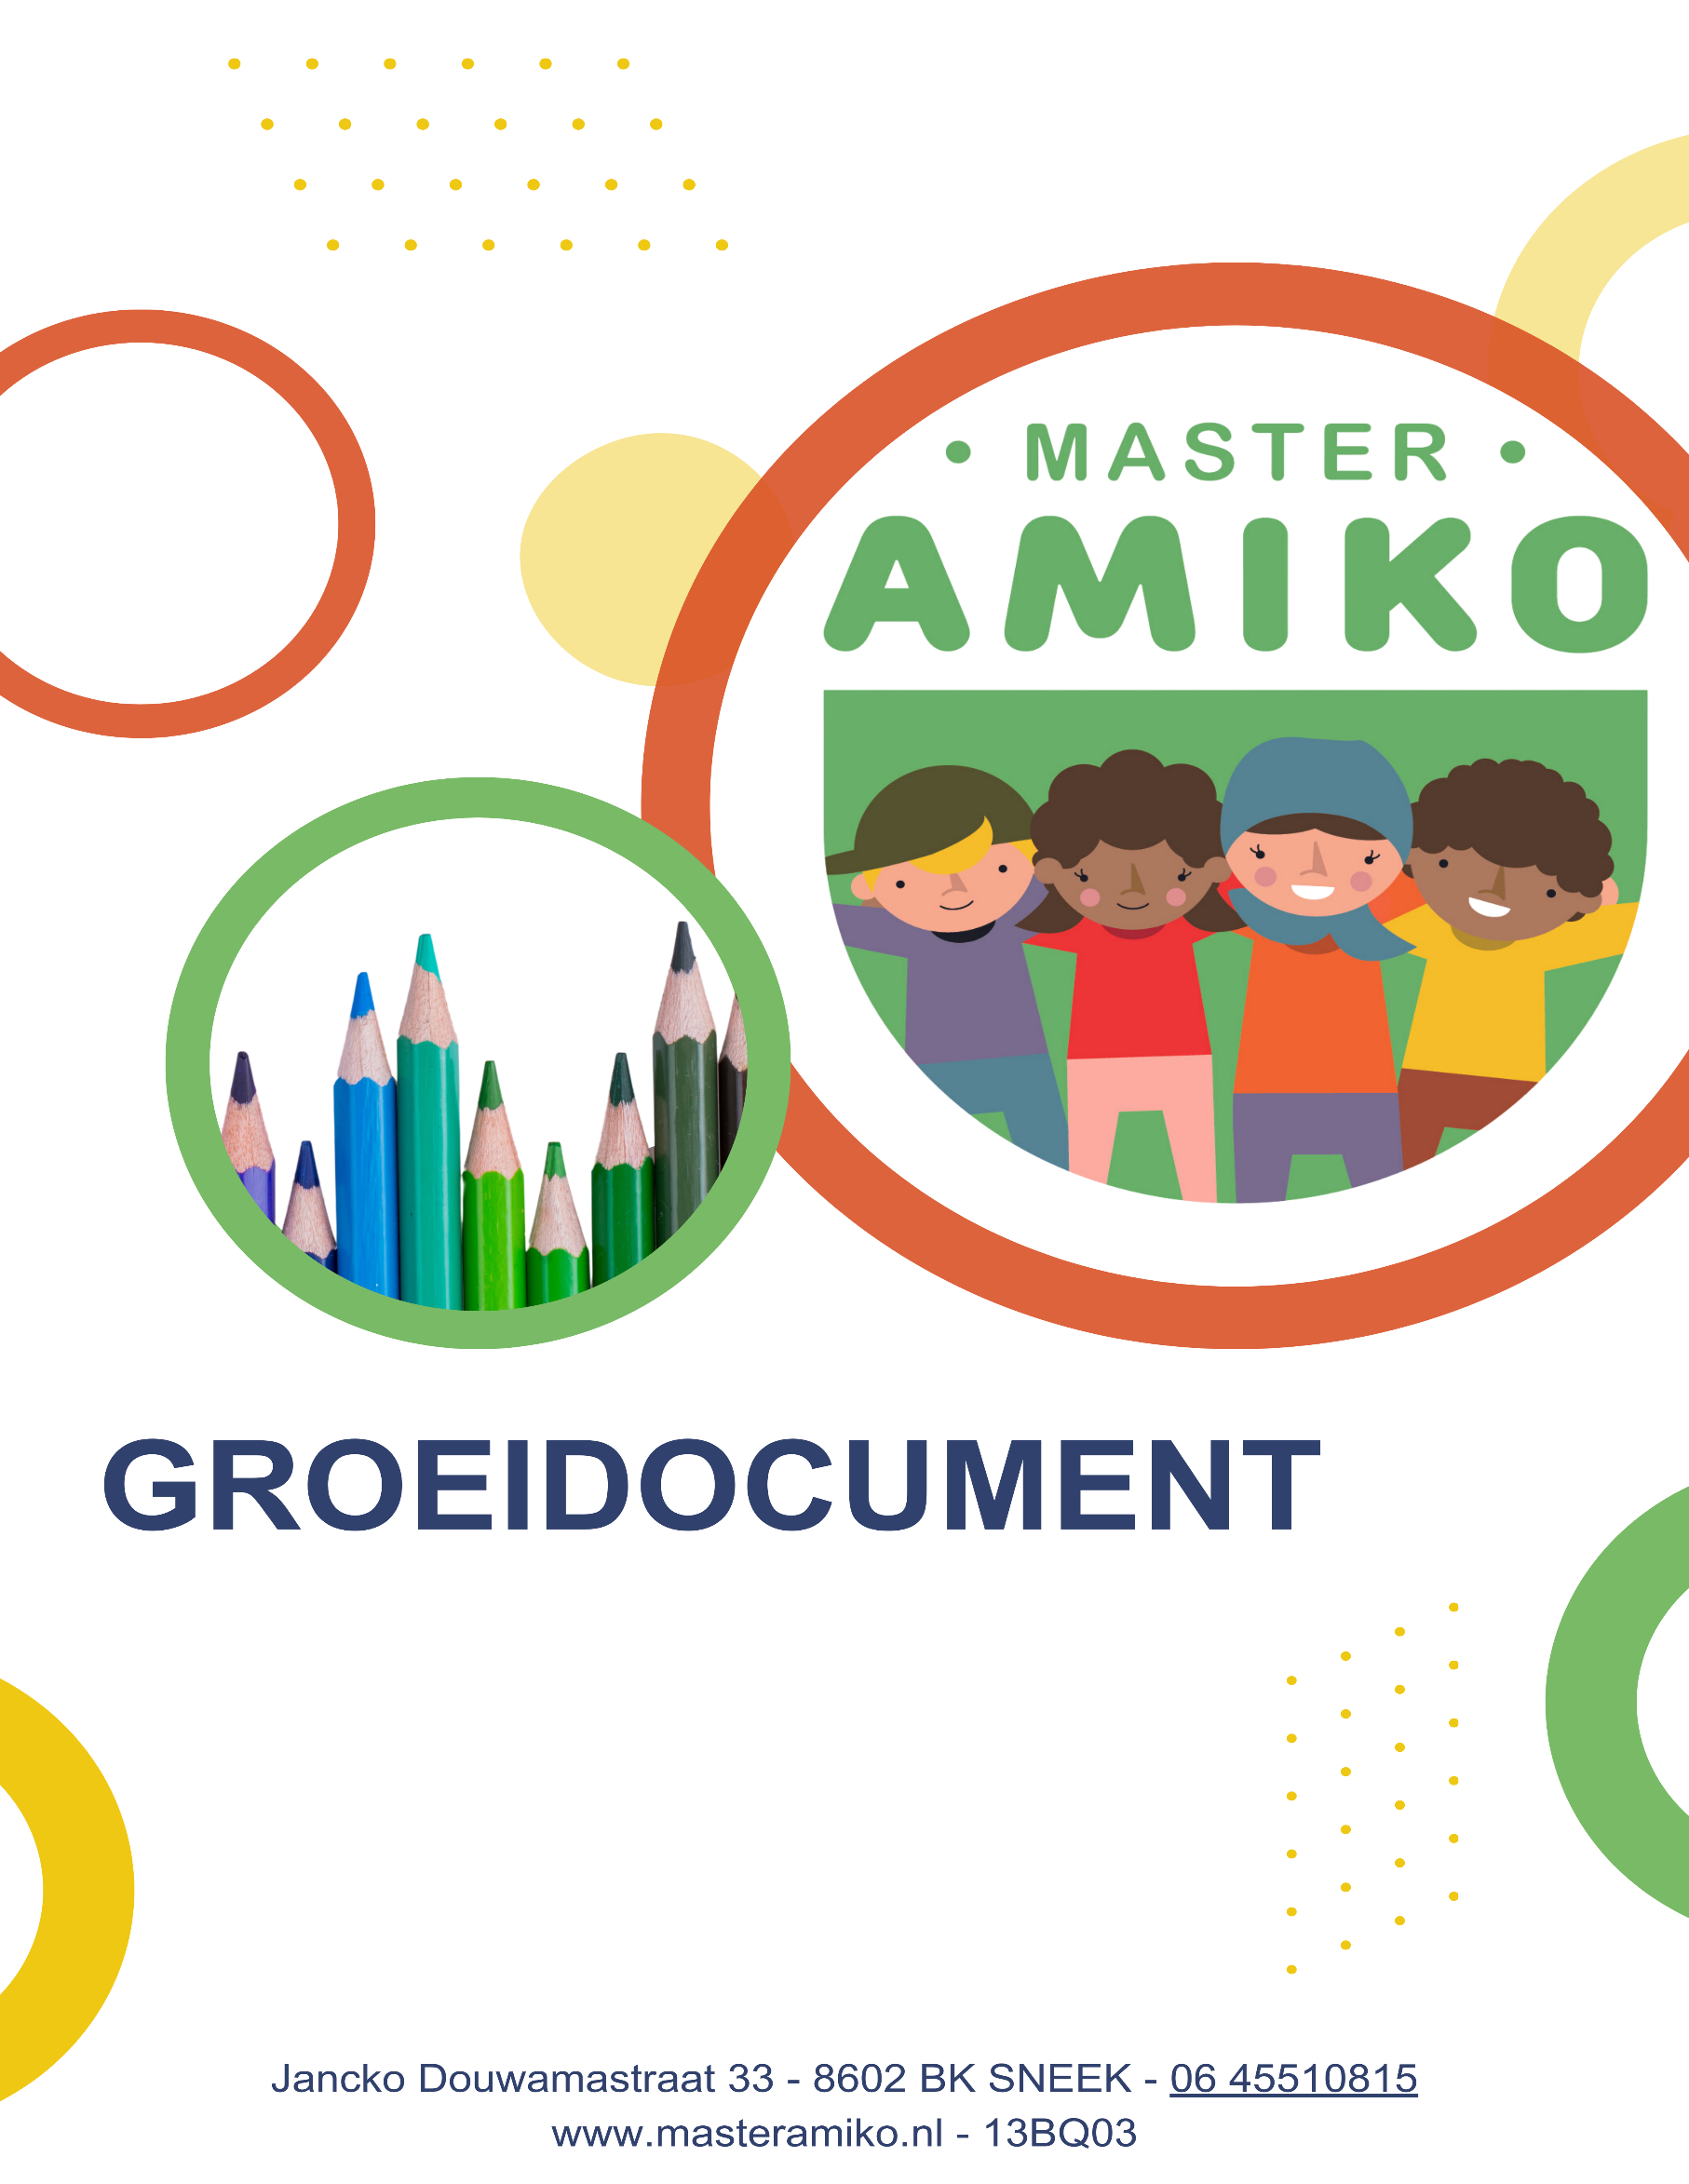 • MASTER •
AMIKO
GROEIDOCUMENT
Jancko Douwamastraat 33 - 8602 BK SNEEK - 06 45510815
www.masteramiko.nl - 13BQ03